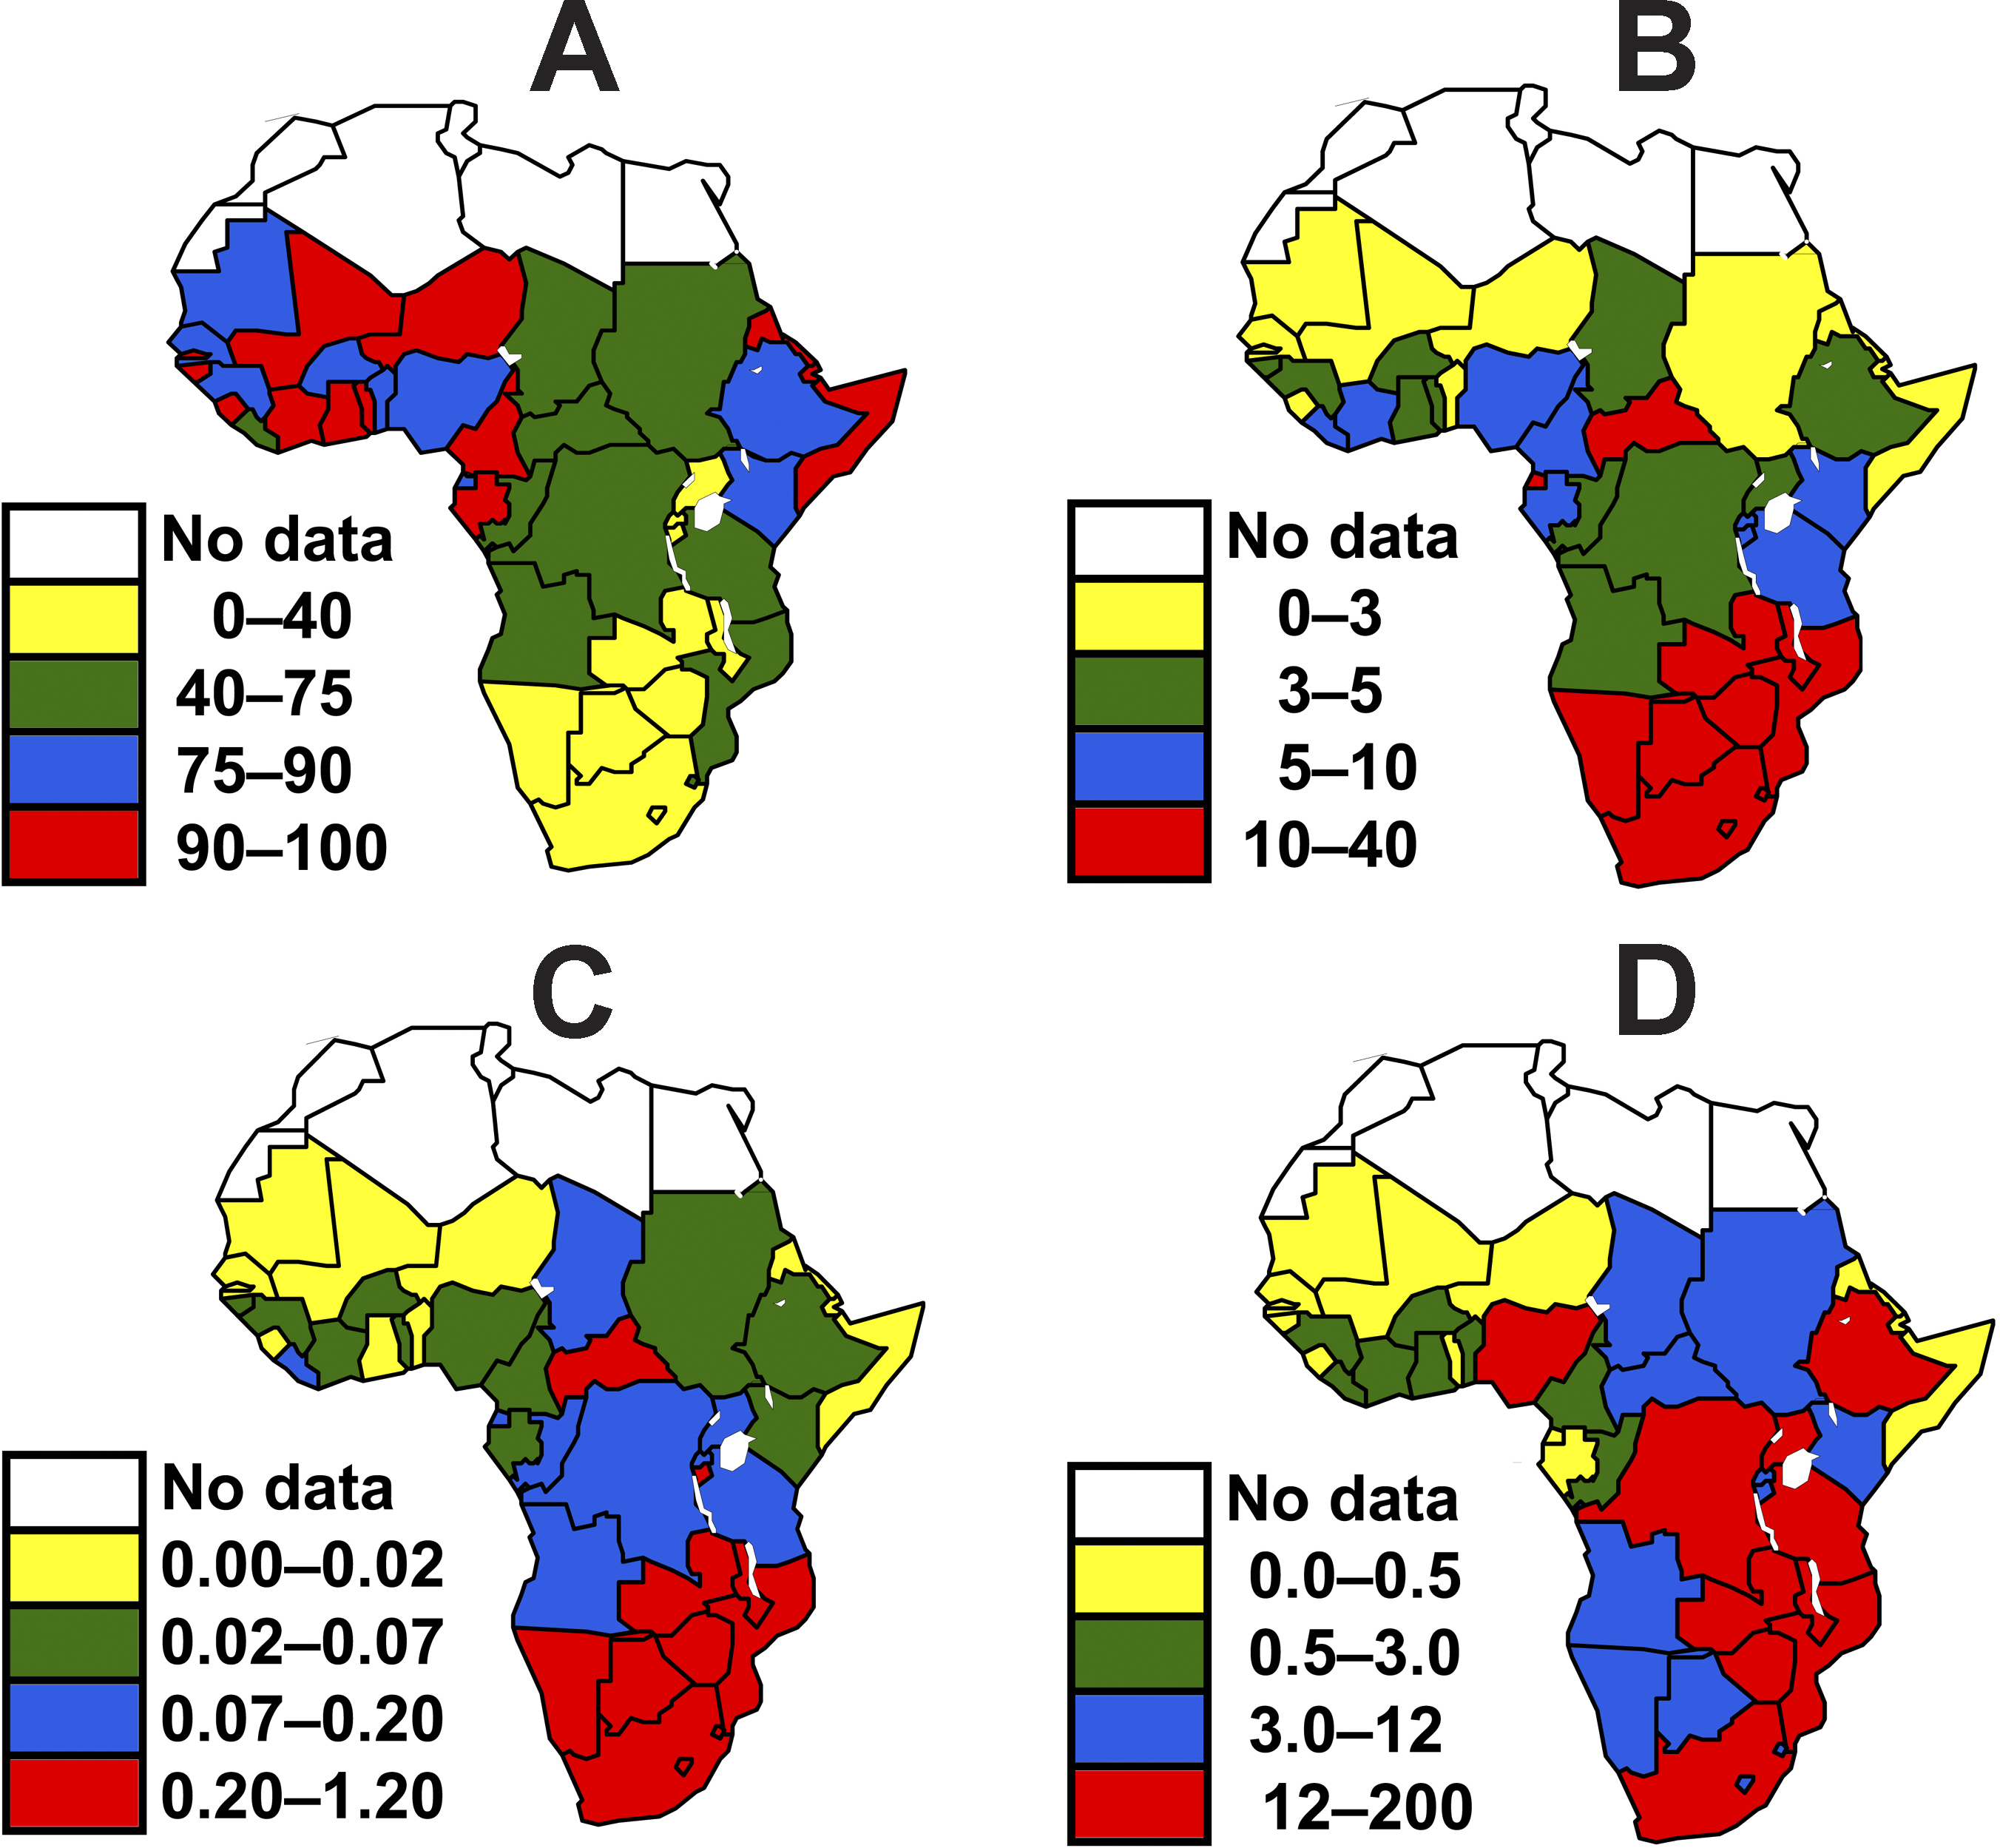 A
No data
0–40
40–75
75–90
90–100
B
No data
0–3
3–5
5–10
10–40
C
No data
0.00–0.02
0.02–0.07
0.07–0.20
0.20–1.20
D
No data
0.0–0.5
0.5–3.0
3.0–12
12–200